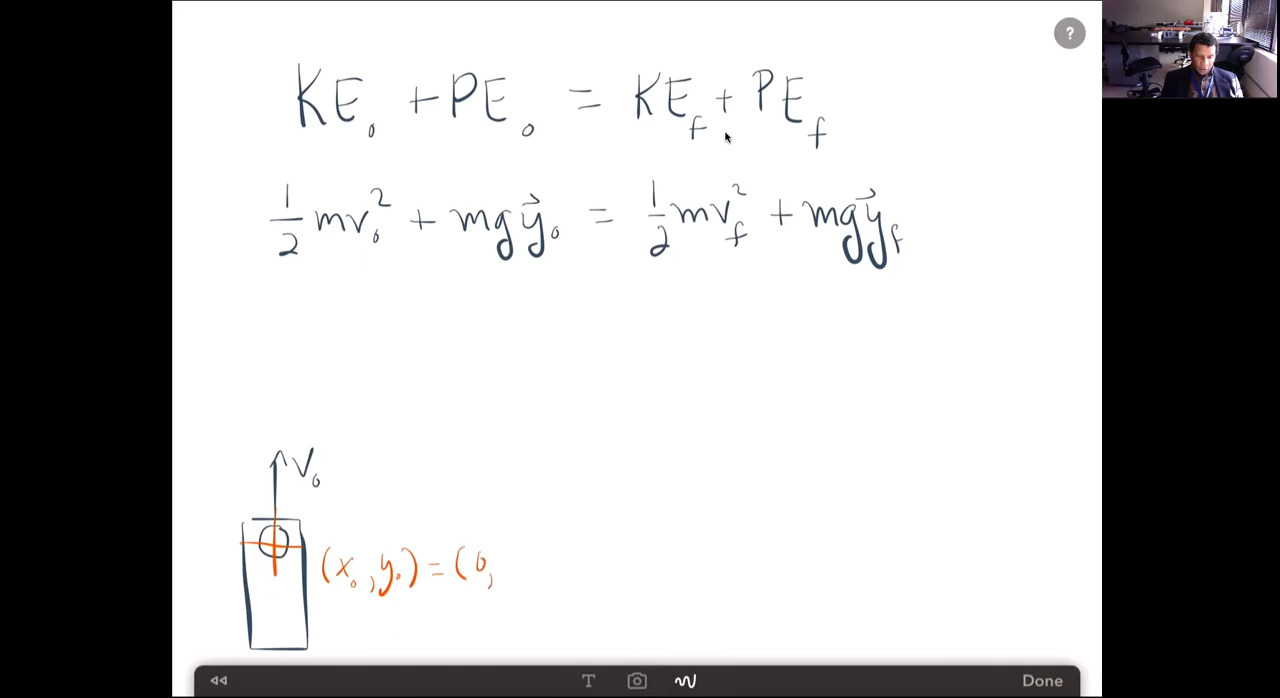 ?
KE₀ + PE₀ = KE_f + PE_f
½mv₀² + mgy⃗₀ = ½mv_f² + mgy⃗_f
V₀
(x₀, y₀) = (0,
T Done